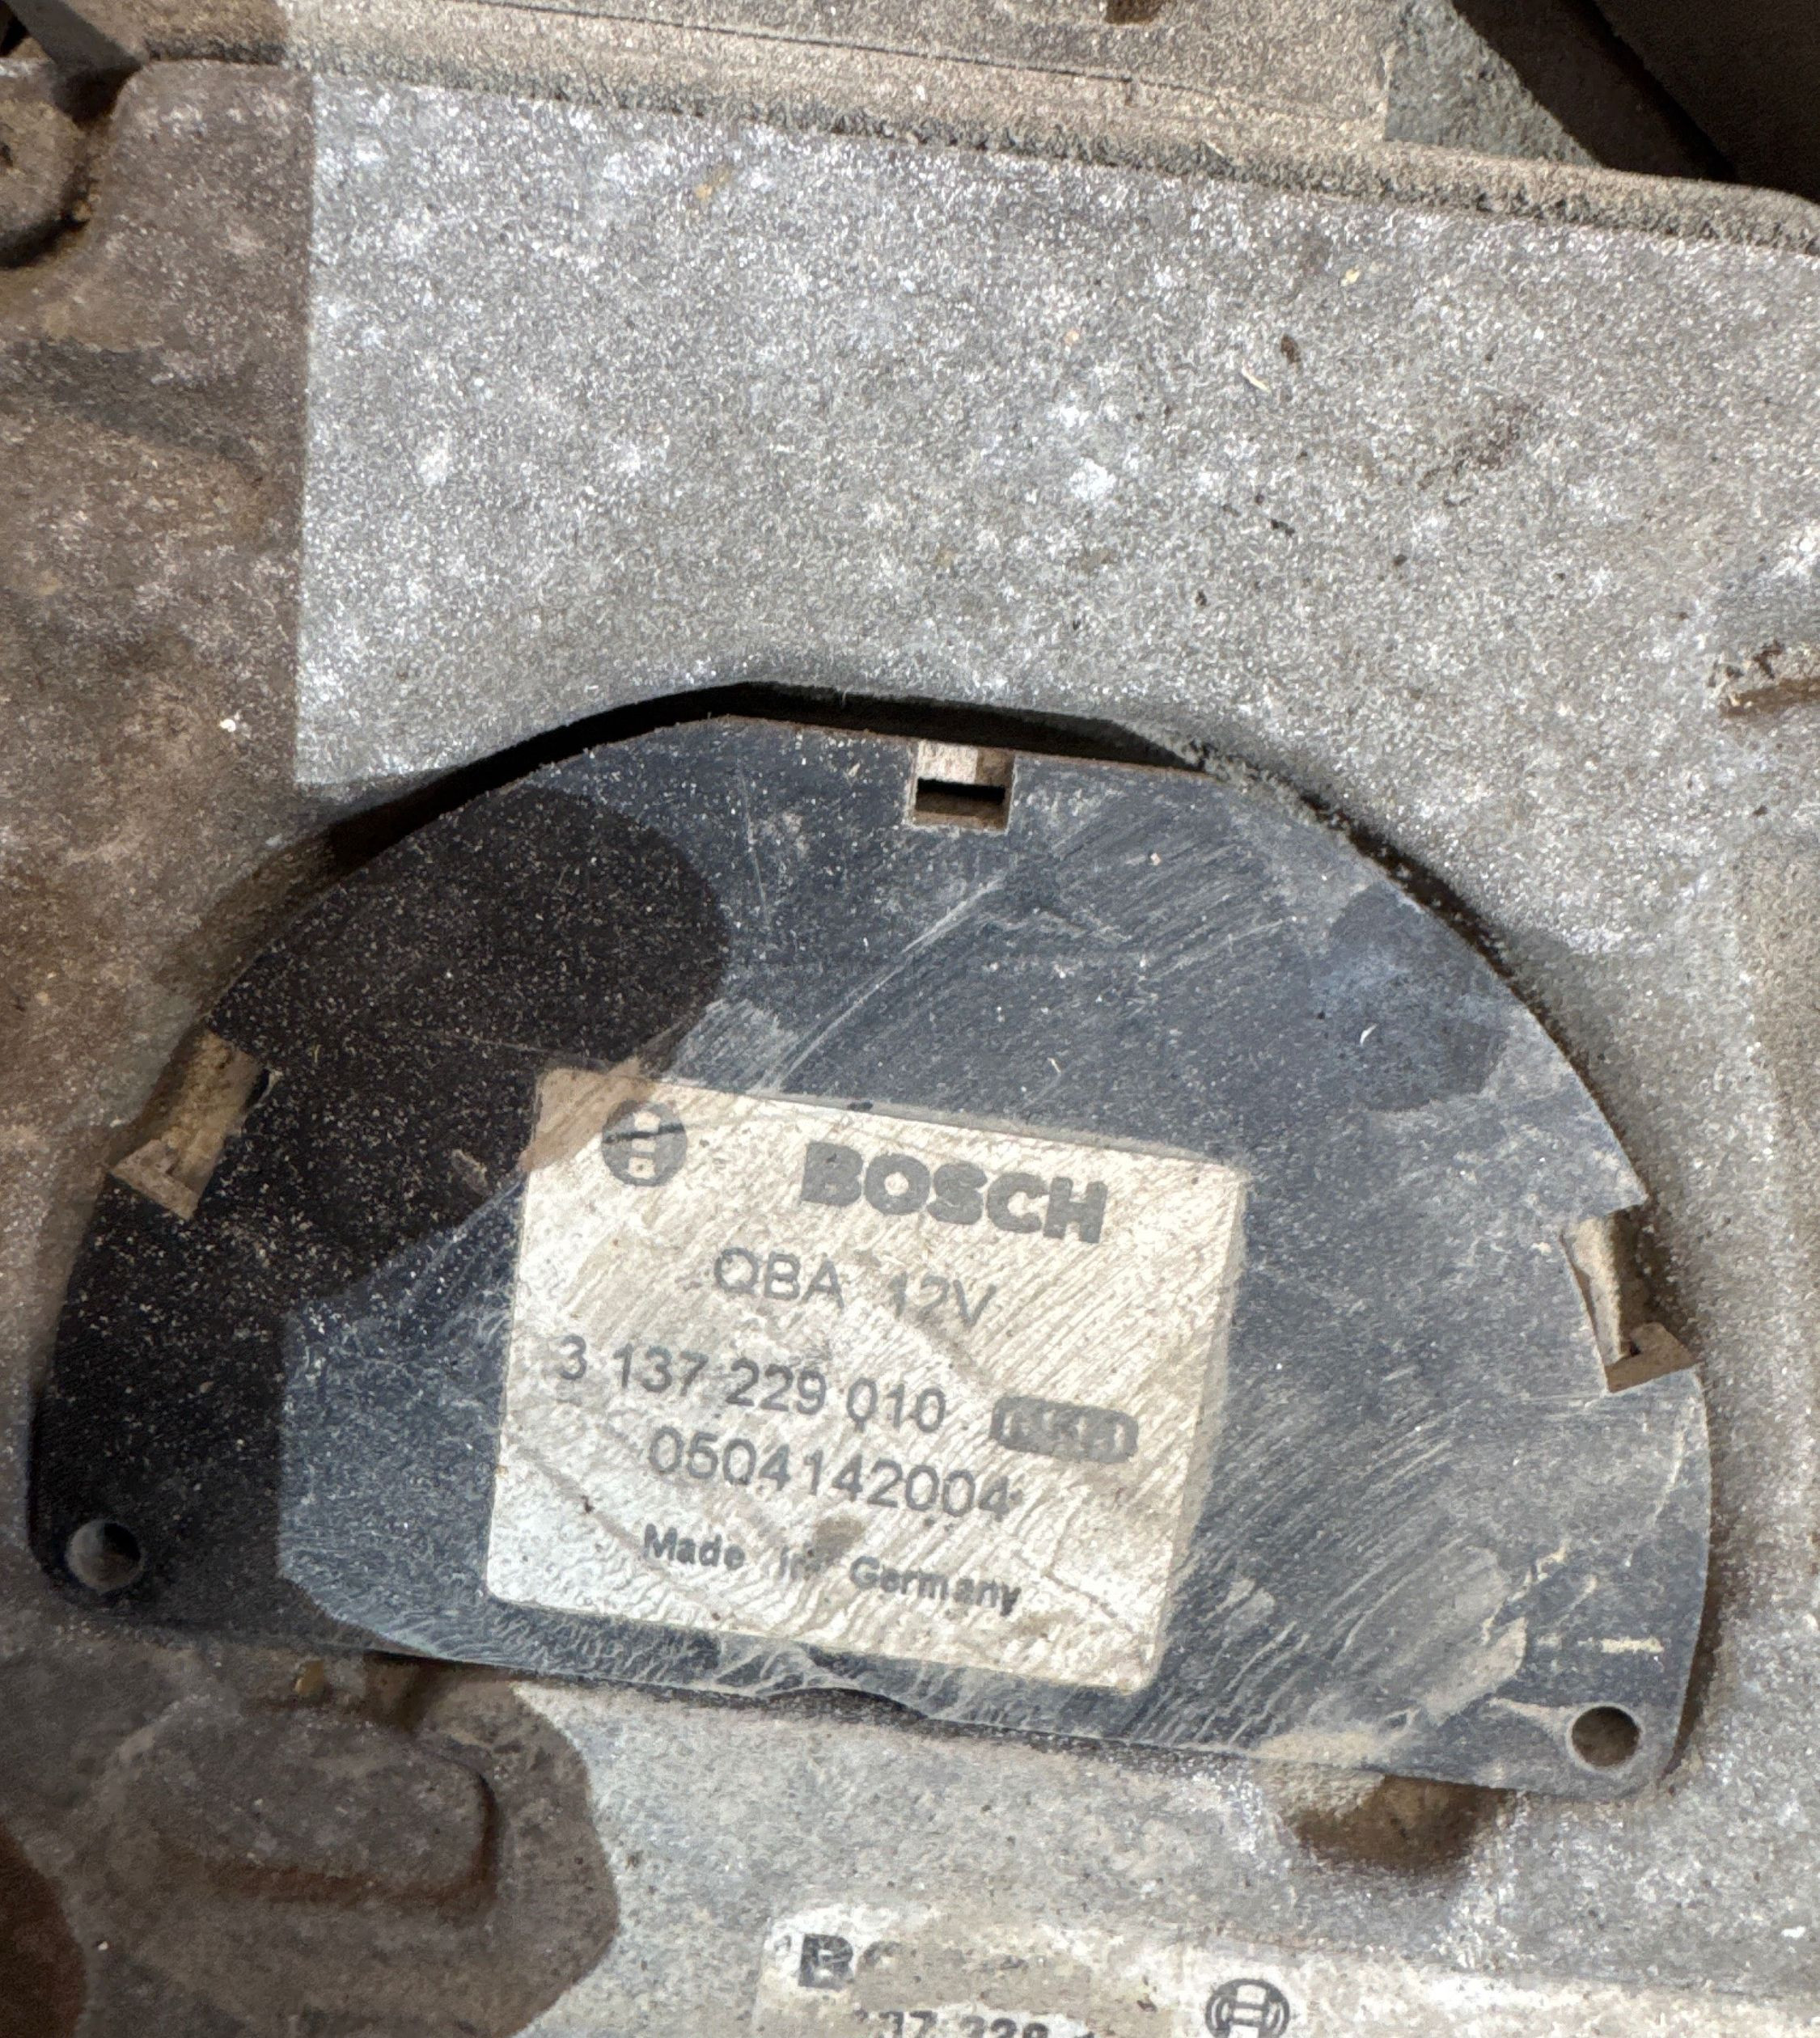 BOSCH
QBA 12V
3 137 229 010
0504142004
Made in Germany